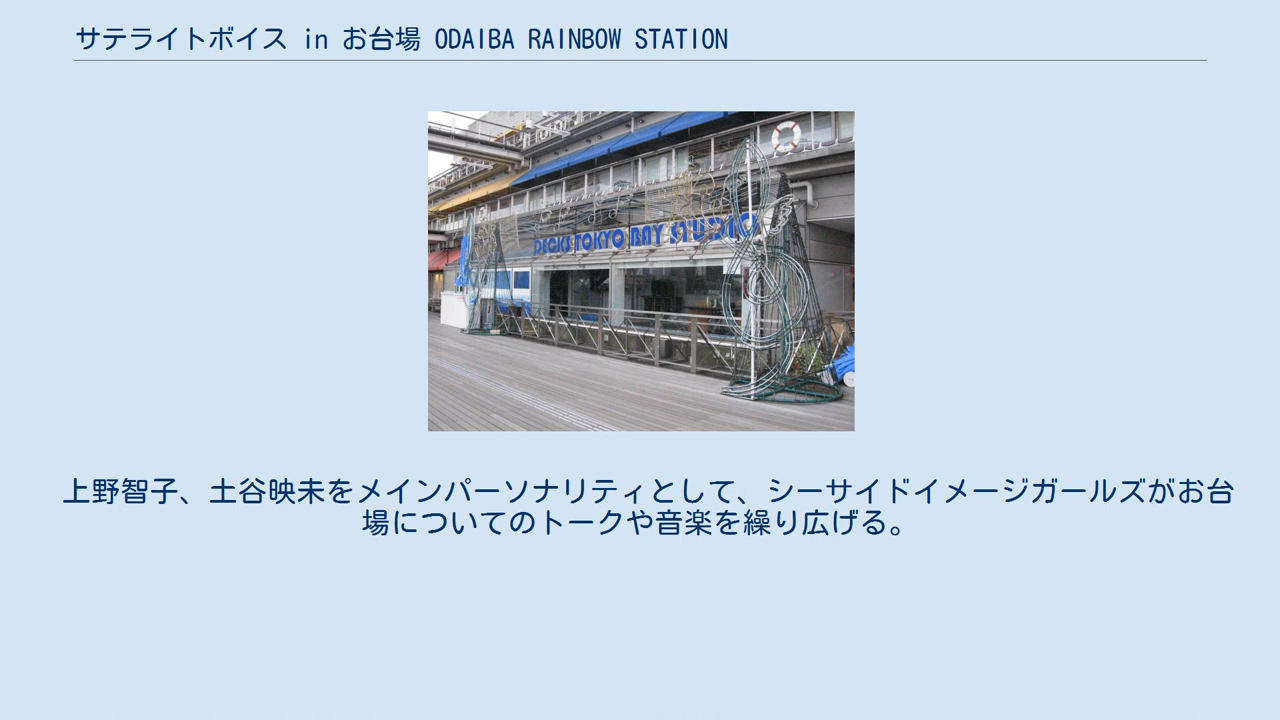 サテライトボイス in お台場 ODAIBA RAINBOW STATION
DECKS TOKYO BAY STUDIO
上野智子、土谷映未をメインパーソナリティとして、シーサイドイメージガールズがお台
場についてのトークや音楽を繰り広げる。